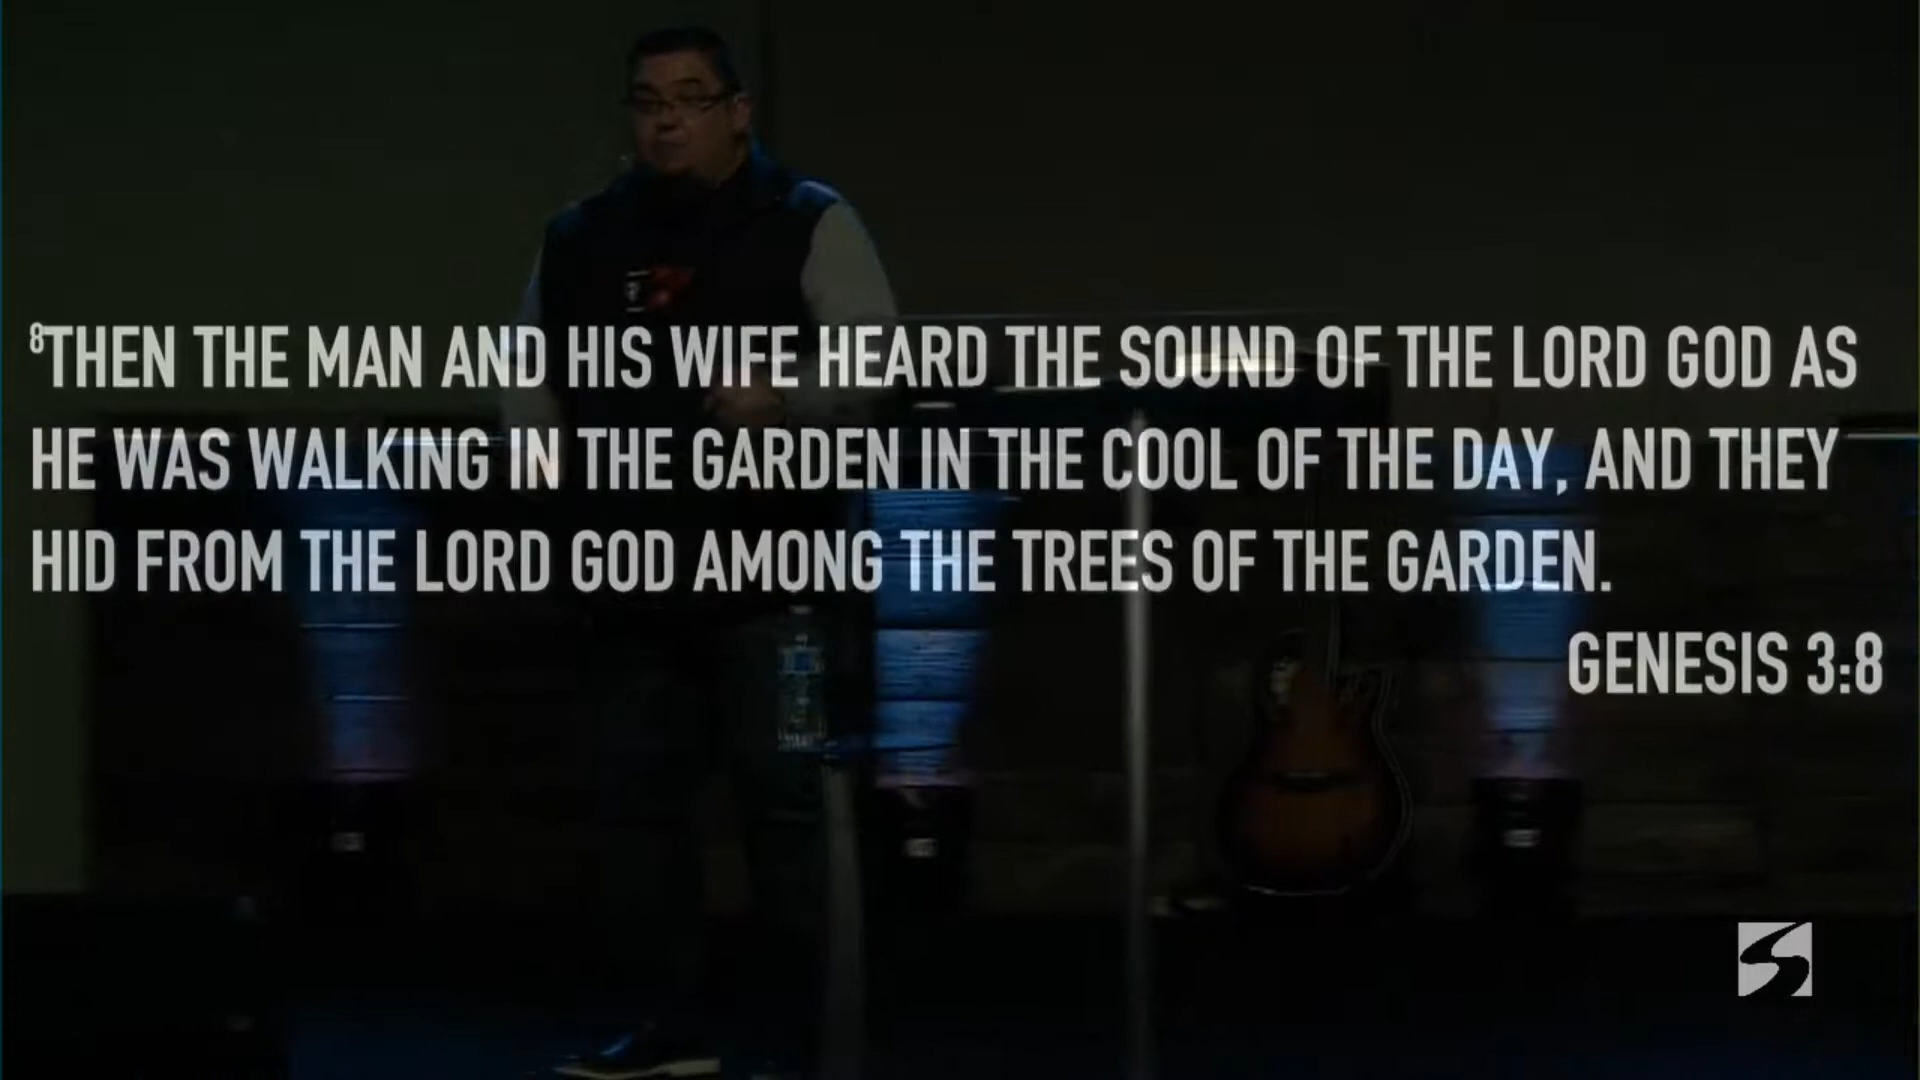 ⁸THEN THE MAN AND HIS WIFE HEARD THE SOUND OF THE LORD GOD AS
HE WAS WALKING IN THE GARDEN IN THE COOL OF THE DAY, AND THEY
HID FROM THE LORD GOD AMONG THE TREES OF THE GARDEN.
GENESIS 3:8